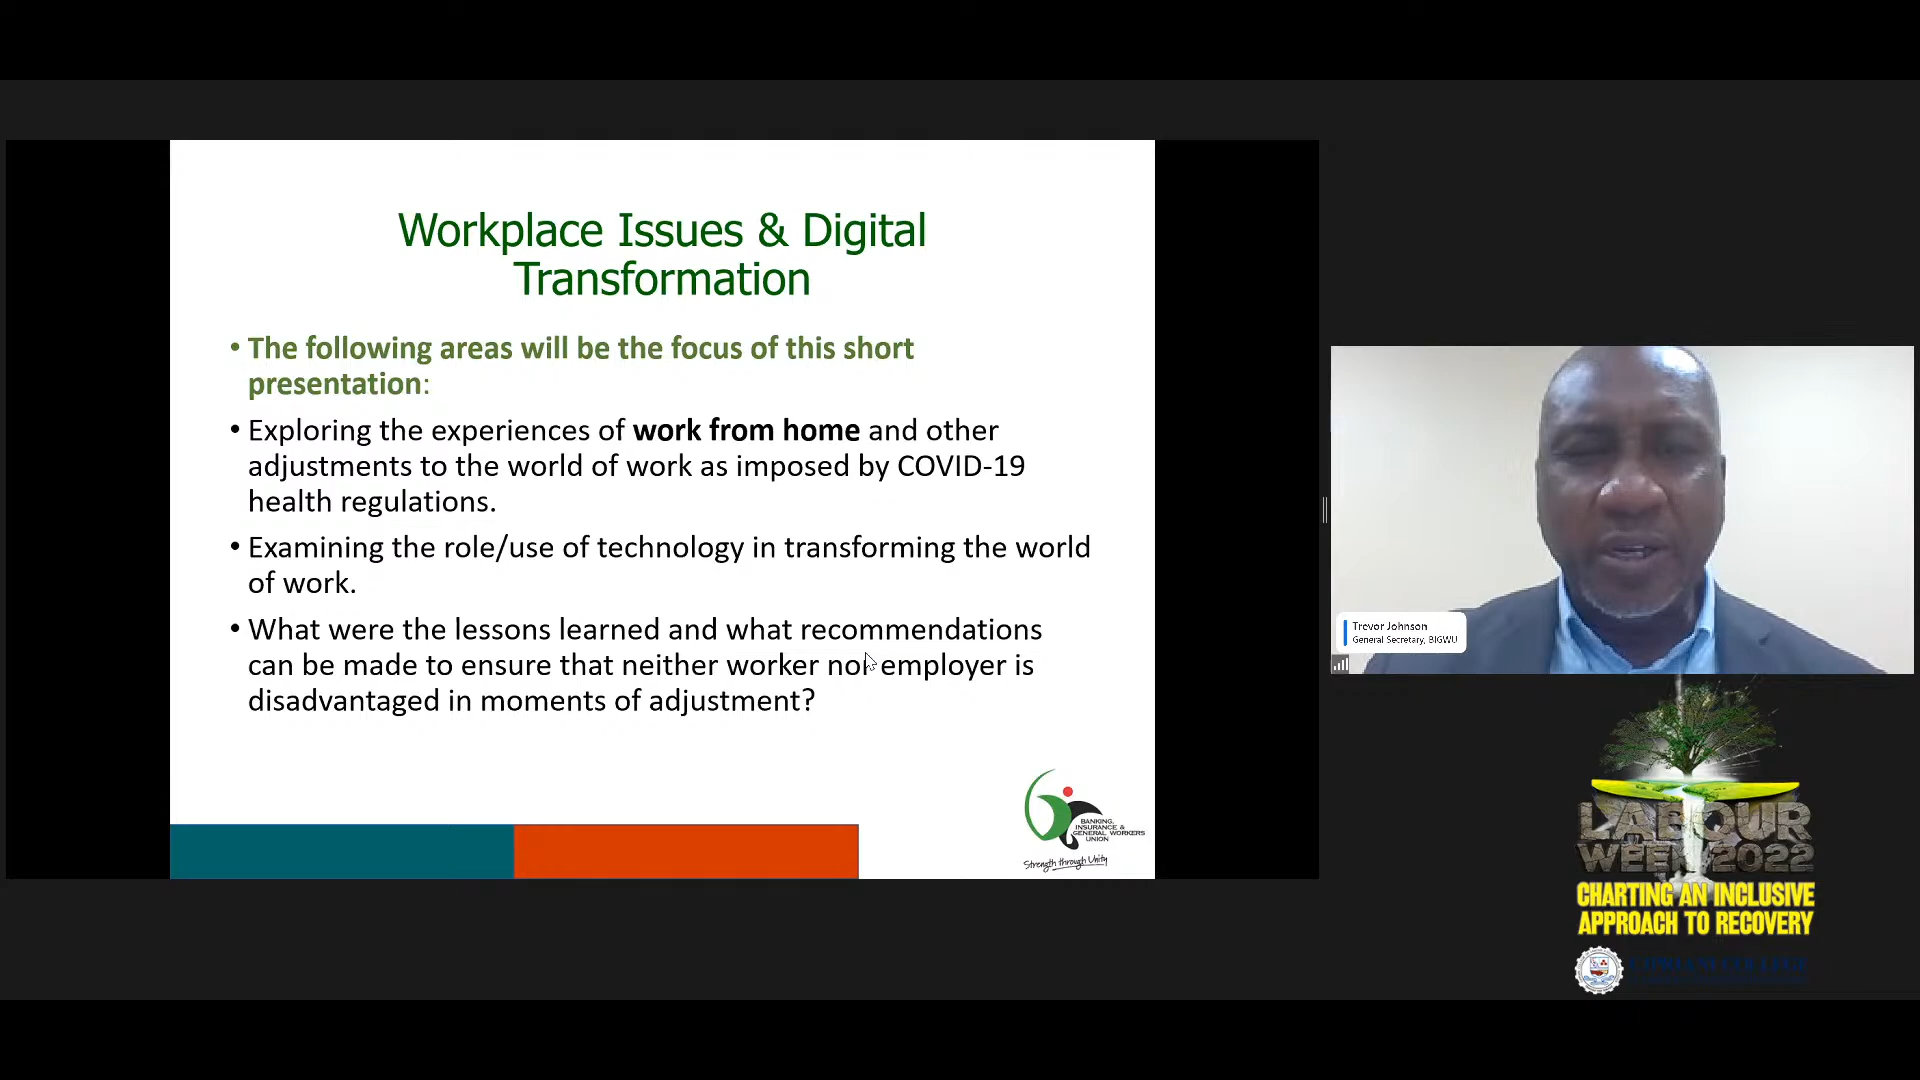 Workplace Issues & Digital
Transformation
• The following areas will be the focus of this short
presentation:
• Exploring the experiences of work from home and other
adjustments to the world of work as imposed by COVID-19
health regulations.
• Examining the role/use of technology in transforming the world
of work.
• What were the lessons learned and what recommendations
can be made to ensure that neither worker nor employer is
disadvantaged in moments of adjustment?
BANKING,
INSURANCE &
GENERAL WORKERS
UNION
Strength through Unity
Trevor Johnson
General Secretary, BIGWU
LABOUR
WEEK 2022
CHARTING AN INCLUSIVE
APPROACH TO RECOVERY